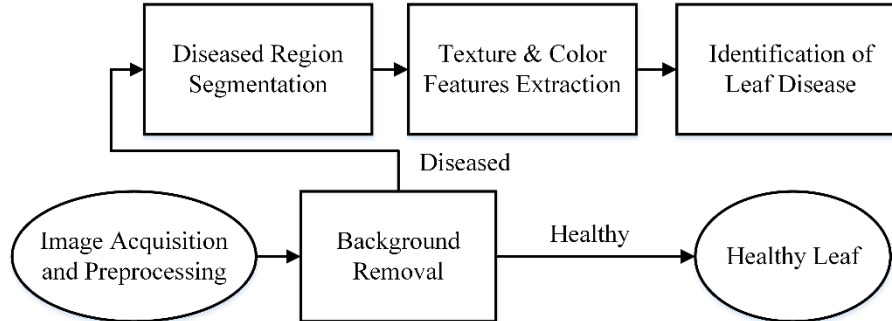 Diseased Region
Segmentation
Texture & Color
Features Extraction
Identification of
Leaf Disease
Diseased
Image Acquisition
and Preprocessing
Background
Removal
Healthy
Healthy Leaf